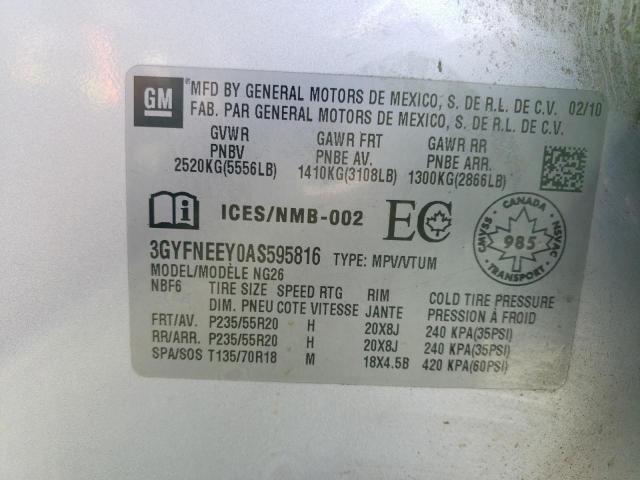 GM
MFD BY GENERAL MOTORS DE MEXICO, S. DE R.L. DE C.V. 02/10
FAB. PAR GENERAL MOTORS DE MEXICO, S. DE R.L. DE C.V.
GVWR GAWR FRT GAWR RR
PNBV PNBE AV. PNBE ARR.
2520KG(5556LB) 1410KG(3108LB) 1300KG(2866LB)
ICES/NMB-002 EC
CANADA CMVSS 985 NSVAC
3GYFNEEY0AS595816 TYPE: MPV/VTUM
MODEL/MODÈLE NG26
NBF6 TIRE SIZE SPEED RTG RIM COLD TIRE PRESSURE
DIM. PNEU COTE VITESSE JANTE PRESSION À FROID
FRT/AV. P235/55R20 H 20X8J 240 KPA(35PSI)
RR/ARR. P235/55R20 H 20X8J 240 KPA(35PSI)
SPA/SOS T135/70R18 M 18X4.5B 420 KPA(60PSI)